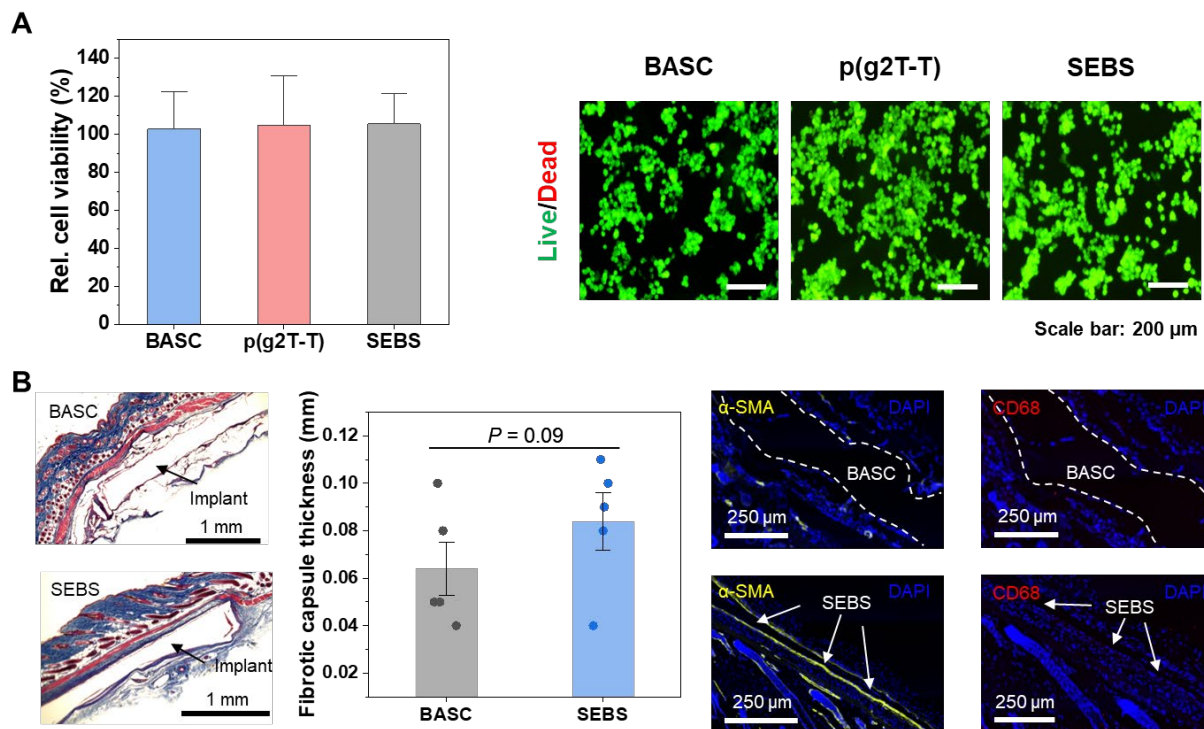 A
Rel. cell viability (%)
140
120
100
80
60
40
20
0
BASC
p(g2T-T)
SEBS
BASC
p(g2T-T)
SEBS
Live/Dead
Scale bar: 200 μm
B
BASC
Implant
1 mm
SEBS
Implant
1 mm
Fibrotic capsule thickness (mm)
0.12
0.10
0.08
0.06
0.04
0.02
P = 0.09
BASC
SEBS
α-SMA
DAPI
BASC
250 μm
CD68
DAPI
BASC
250 μm
α-SMA
DAPI
SEBS
250 μm
CD68
DAPI
SEBS
250 μm